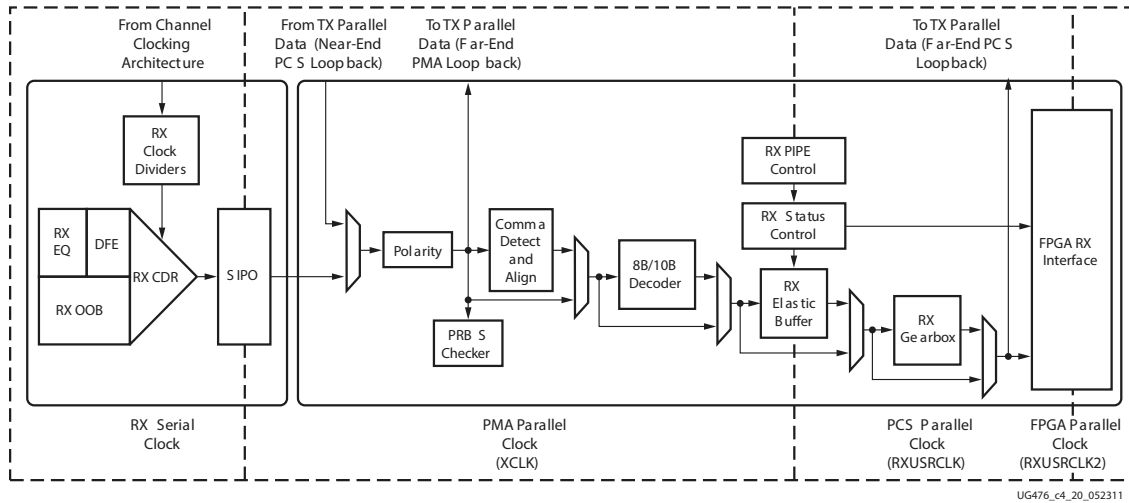 From Channel
Clocking
Architecture
From TX Parallel
Data (Near-End
PCS Loopback)
To TX Parallel
Data (Far-End
PMA Loopback)
To TX Parallel
Data (Far-End PCS
Loopback)
RX
Clock
Dividers
RX
EQ
DFE
RX CDR
RX OOB
SIPO
Polarity
Comma
Detect
and
Align
PRBS
Checker
8B/10B
Decoder
RX PIPE
Control
RX Status
Control
RX
Elastic
Buffer
RX
Gearbox
FPGA RX
Interface
RX Serial
Clock
PMA Parallel
Clock
(XCLK)
PCS Parallel
Clock
(RXUSRCLK)
FPGA Parallel
Clock
(RXUSRCLK2)
UG476_c4_20_052311